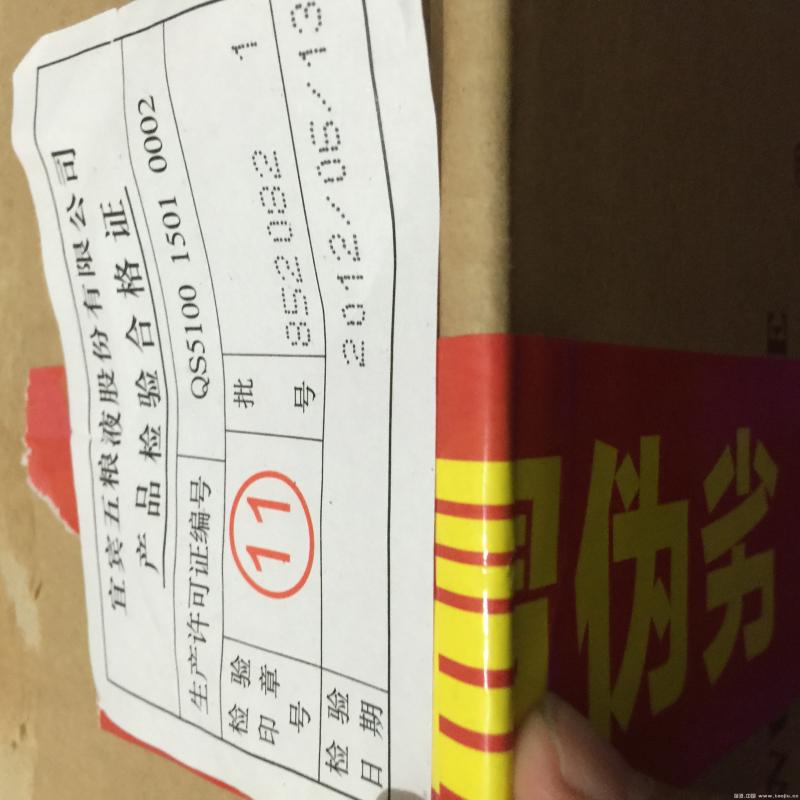 宜宾五粮液股份有限公司
产品检验合格证
生产许可证编号 QS5100 1501 0002
检验印章号 11 批号 1
952082
检验日期 2012/06/13
伪劣
E